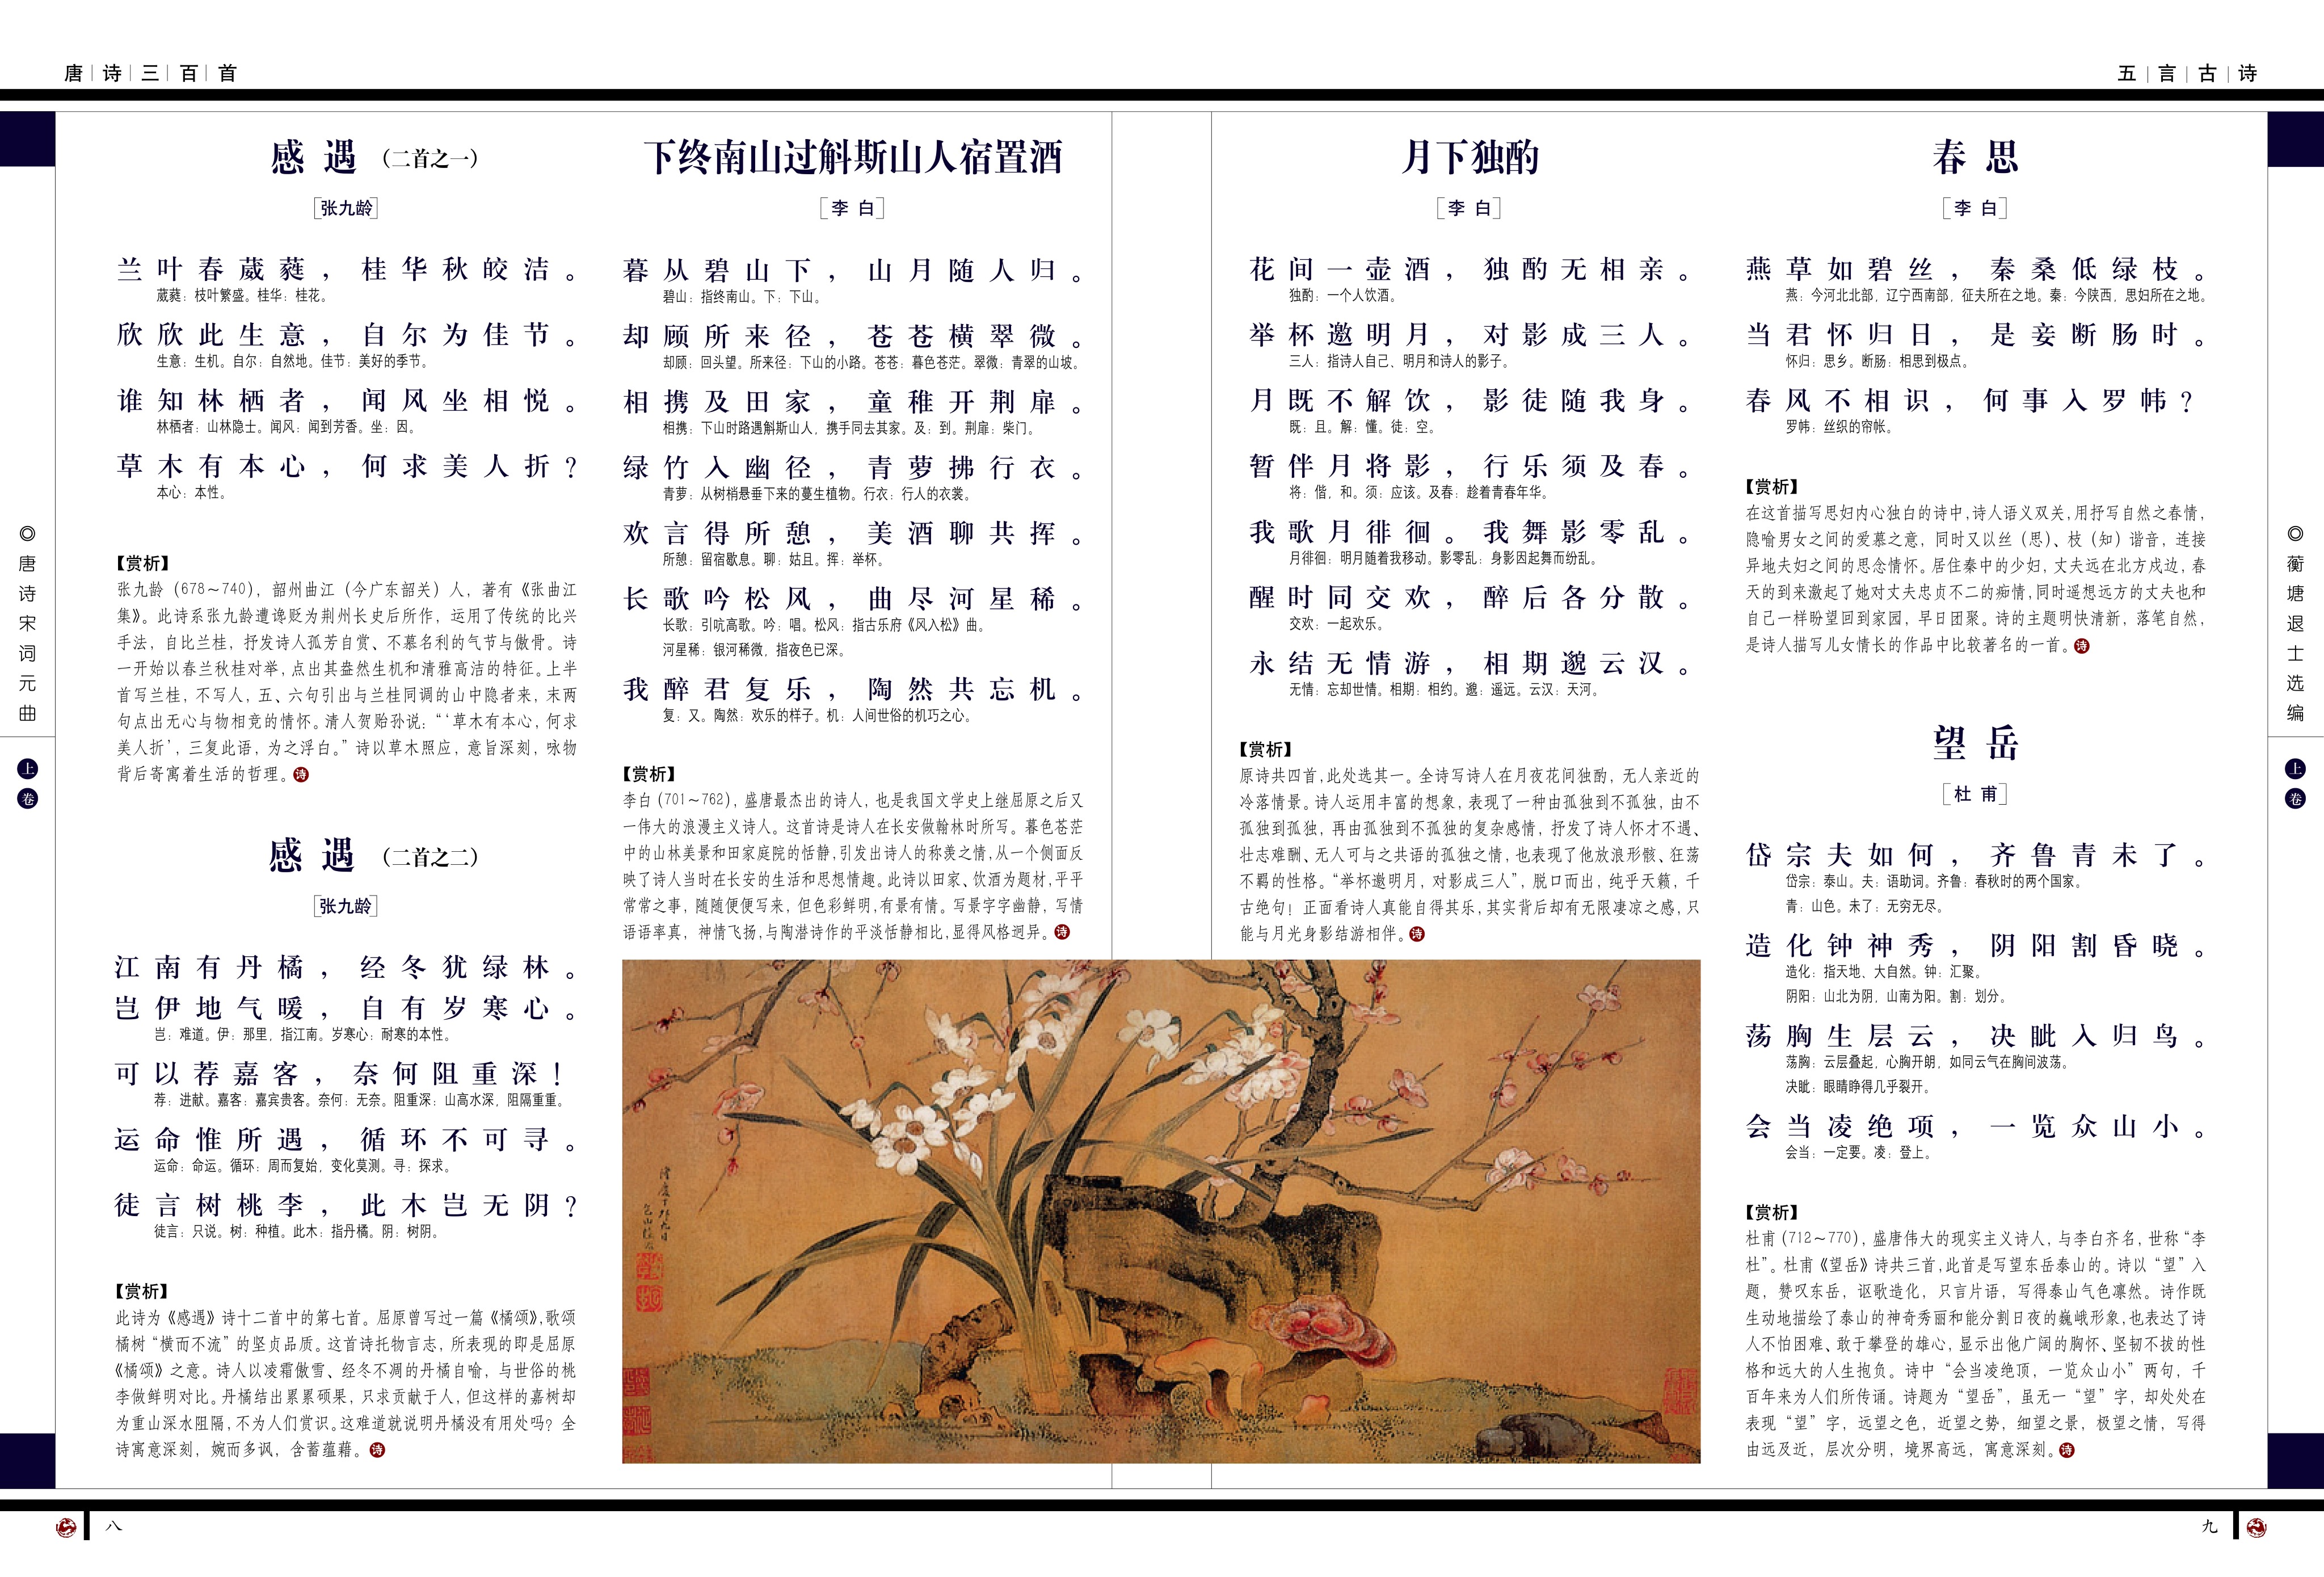 唐诗三百首
五言古诗
感遇（二首之一）
［张九龄］
兰叶春葳蕤，桂华秋皎洁。
葳蕤：枝叶繁盛。桂华：桂花。
欣欣此生意，自尔为佳节。
生意：生机。自尔：自然地。佳节：美好的季节。
谁知林栖者，闻风坐相悦。
林栖者：山林隐士。闻风：闻到芳香。坐：因。
草木有本心，何求美人折？
本心：本性。
【赏析】
张九龄（678～740），韶州曲江（今广东韶关）人，著有《张曲江
集》。此诗系张九龄遭谗贬为荆州长史后所作，运用了传统的比兴
手法，自比兰桂，抒发诗人孤芳自赏、不慕名利的气节与傲骨。诗
一开始以春兰秋桂对举，点出其盎然生机和清雅高洁的特征。上半
首写兰桂，不写人，五、六句引出与兰桂同调的山中隐者来，末两
句点出无心与物相竞的情怀。清人贺贻孙说：“‘草木有本心，何求
美人折’，三复此语，为之浮白。”诗以草木照应，意旨深刻，咏物
背后寄寓着生活的哲理。诗
感遇（二首之二）
［张九龄］
江南有丹橘，经冬犹绿林。
岂伊地气暖，自有岁寒心。
岂：难道。伊：那里，指江南。岁寒心：耐寒的本性。
可以荐嘉客，奈何阻重深！
荐：进献。嘉客：嘉宾贵客。奈何：无奈。阻重深：山高水深，阻隔重重。
运命惟所遇，循环不可寻。
运命：命运。循环：周而复始，变化莫测。寻：探求。
徒言树桃李，此木岂无阴？
徒言：只说。树：种植。此木：指丹橘。阴：树阴。
【赏析】
此诗为《感遇》诗十二首中的第七首。屈原曾写过一篇《橘颂》，歌颂
橘树“横而不流”的坚贞品质。这首诗托物言志，所表现的即是屈原
《橘颂》之意。诗人以凌霜傲雪、经冬不凋的丹橘自喻，与世俗的桃
李做鲜明对比。丹橘结出累累硕果，只求贡献于人，但这样的嘉树却
为重山深水阻隔，不为人们赏识。这难道就说明丹橘没有用处吗？全
诗寓意深刻，婉而多讽，含蓄蕴藉。诗
下终南山过斛斯山人宿置酒
［李白］
暮从碧山下，山月随人归。
碧山：指终南山。下：下山。
却顾所来径，苍苍横翠微。
却顾：回头望。所来径：下山的小路。苍苍：暮色苍茫。翠微：青翠的山坡。
相携及田家，童稚开荆扉。
相携：下山时路遇斛斯山人，携手同去其家。及：到。荆扉：柴门。
绿竹入幽径，青萝拂行衣。
青萝：从树梢悬垂下来的蔓生植物。行衣：行人的衣裳。
欢言得所憩，美酒聊共挥。
所憩：留宿歇息。聊：姑且。挥：举杯。
长歌吟松风，曲尽河星稀。
长歌：引吭高歌。吟：唱。松风：指古乐府《风入松》曲。
河星稀：银河稀微，指夜色已深。
我醉君复乐，陶然共忘机。
复：又。陶然：欢乐的样子。机：人间世俗的机巧之心。
【赏析】
李白（701～762），盛唐最杰出的诗人，也是我国文学史上继屈原之后又
一伟大的浪漫主义诗人。这首诗是诗人在长安做翰林时所写。暮色苍茫
中的山林美景和田家庭院的恬静，引发出诗人的称羡之情，从一个侧面反
映了诗人当时在长安的生活和思想情趣。此诗以田家、饮酒为题材，平平
常常之事，随随便便写来，但色彩鲜明，有景有情。写景字字幽静，写情
语语率真，神情飞扬，与陶潜诗作的平淡恬静相比，显得风格迥异。诗
月下独酌
［李白］
花间一壶酒，独酌无相亲。
独酌：一个人饮酒。
举杯邀明月，对影成三人。
三人：指诗人自己、明月和诗人的影子。
月既不解饮，影徒随我身。
既：且。解：懂。徒：空。
暂伴月将影，行乐须及春。
将：偕，和。须：应该。及春：趁着青春年华。
我歌月徘徊。我舞影零乱。
月徘徊：明月随着我移动。影零乱：身影因起舞而纷乱。
醒时同交欢，醉后各分散。
交欢：一起欢乐。
永结无情游，相期邈云汉。
无情：忘却世情。相期：相约。邈：遥远。云汉：天河。
【赏析】
原诗共四首，此处选其一。全诗写诗人在月夜花间独酌，无人亲近的
冷落情景。诗人运用丰富的想象，表现了一种由孤独到不孤独，由不
孤独到孤独，再由孤独到不孤独的复杂感情，抒发了诗人怀才不遇、
壮志难酬、无人可与之共语的孤独之情，也表现了他放浪形骸、狂荡
不羁的性格。“举杯邀明月，对影成三人”，脱口而出，纯乎天籁，千
古绝句！正面看诗人真能自得其乐，其实背后却有无限凄凉之感，只
能与月光身影结游相伴。诗
春思
［李白］
燕草如碧丝，秦桑低绿枝。
燕：今河北北部，辽宁西南部，征夫所在之地。秦：今陕西，思妇所在之地。
当君怀归日，是妾断肠时。
怀归：思乡。断肠：相思到极点。
春风不相识，何事入罗帏？
罗帏：丝织的帘帐。
【赏析】
在这首描写思妇内心独白的诗中，诗人语义双关，用抒写自然之春情，
隐喻男女之间的爱慕之意，同时又以丝（思）、枝（知）谐音，连接
异地夫妇之间的思念情怀。居住秦中的少妇，丈夫远在北方戍边，春
天的到来激起了她对丈夫忠贞不二的痴情，同时遥想远方的丈夫也和
自己一样盼望回到家园，早日团聚。诗的主题明快清新，落笔自然，
是诗人描写儿女情长的作品中比较著名的一首。诗
望岳
［杜甫］
岱宗夫如何，齐鲁青未了。
岱宗：泰山。夫：语助词。齐鲁：春秋时的两个国家。
青：山色。未了：无穷无尽。
造化钟神秀，阴阳割昏晓。
造化：指天地、大自然。钟：汇聚。
阴阳：山北为阴，山南为阳。割：划分。
荡胸生层云，决眦入归鸟。
荡胸：云层叠起，心胸开朗，如同云气在胸间波荡。
决眦：眼睛睁得几乎裂开。
会当凌绝项，一览众山小。
会当：一定要。凌：登上。
【赏析】
杜甫（712～770），盛唐伟大的现实主义诗人，与李白齐名，世称“李
杜”。杜甫《望岳》诗共三首，此首是写望东岳泰山的。诗以“望”入
题，赞叹东岳，讴歌造化，只言片语，写得泰山气色凛然。诗作既
生动地描绘了泰山的神奇秀丽和能分割日夜的巍峨形象，也表达了诗
人不怕困难、敢于攀登的雄心，显示出他广阔的胸怀、坚韧不拔的性
格和远大的人生抱负。诗中“会当凌绝顶，一览众山小”两句，千
百年来为人们所传诵。诗题为“望岳”，虽无一“望”字，却处处在
表现“望”字，远望之色，近望之势，细望之景，极望之情，写得
由远及近，层次分明，境界高远，寓意深刻。诗
◎唐诗宋词元曲
上卷
◎蘅塘退士选编
上卷
八
九